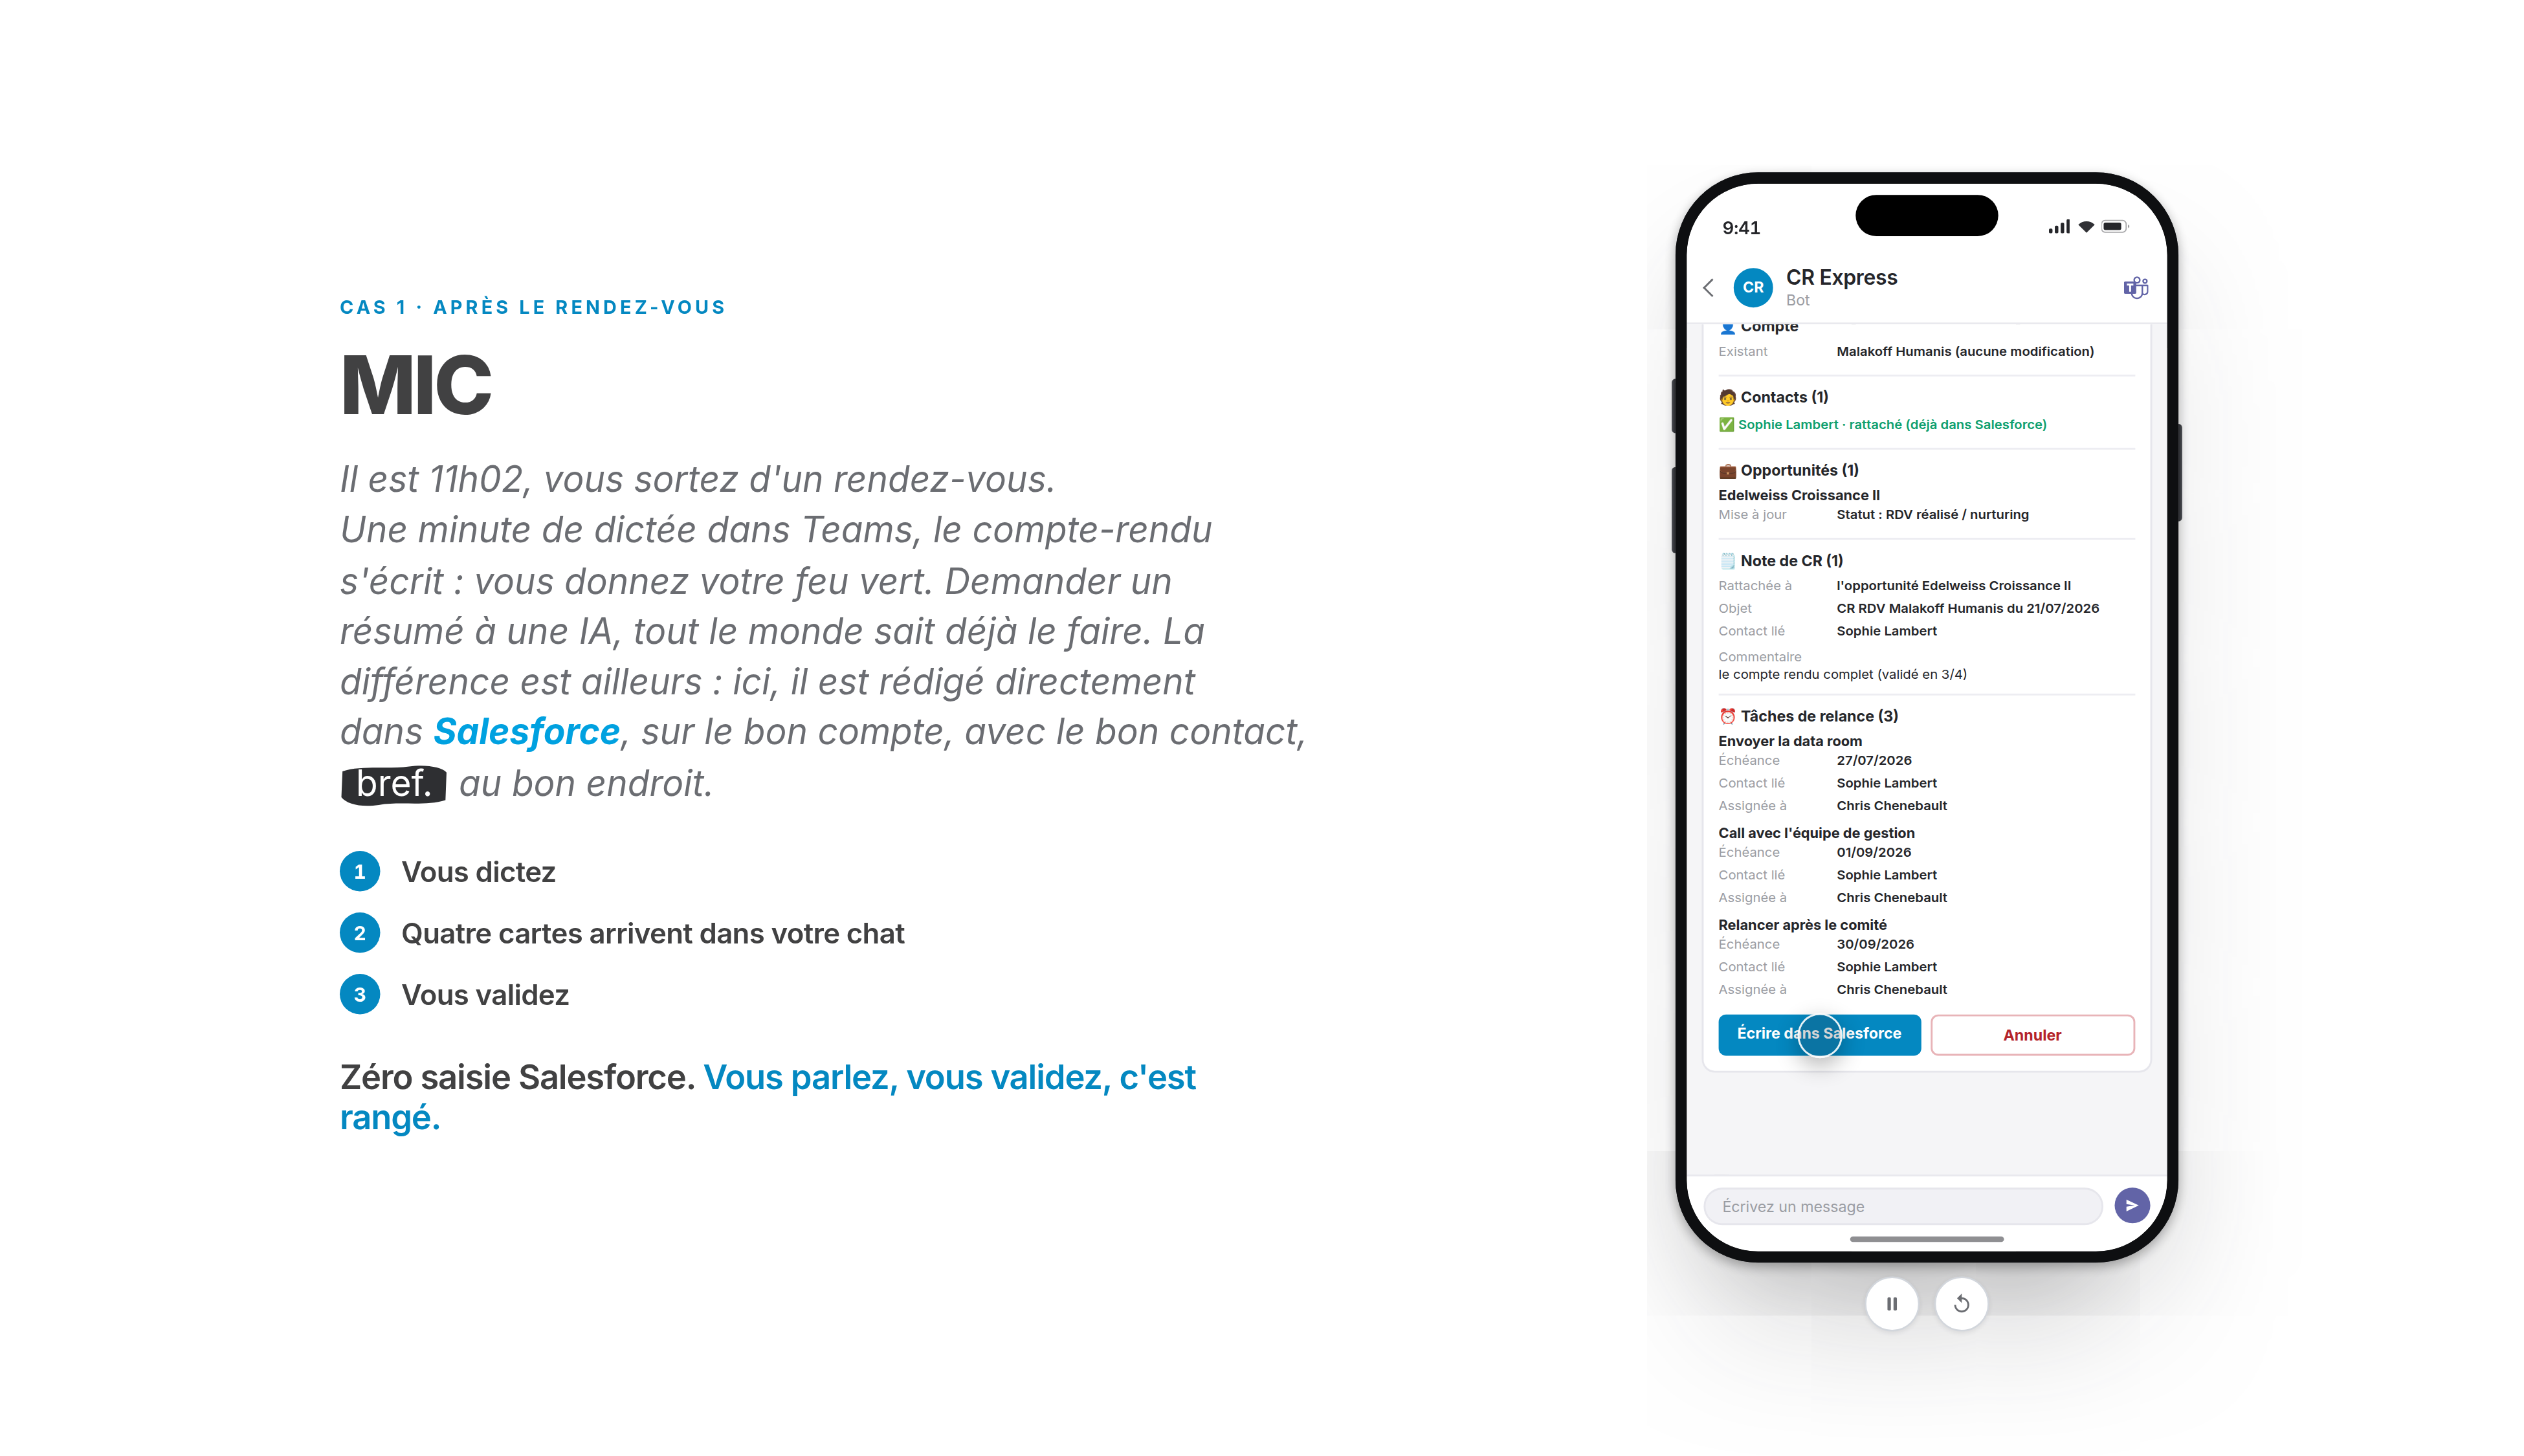 CAS 1 · APRÈS LE RENDEZ-VOUS
MIC
Il est 11h02, vous sortez d'un rendez-vous.
Une minute de dictée dans Teams, le compte-rendu
s'écrit : vous donnez votre feu vert. Demander un
résumé à une IA, tout le monde sait déjà le faire. La
différence est ailleurs : ici, il est rédigé directement
dans Salesforce, sur le bon compte, avec le bon contact,
bref. au bon endroit.
1 Vous dictez
2 Quatre cartes arrivent dans votre chat
3 Vous validez
Zéro saisie Salesforce. Vous parlez, vous validez, c'est
rangé.
9:41
CR
CR Express
Bot
T
Compte
Existant Malakoff Humanis (aucune modification)
Contacts (1)
Sophie Lambert · rattaché (déjà dans Salesforce)
Opportunités (1)
Edelweiss Croissance II
Mise à jour Statut : RDV réalisé / nurturing
Note de CR (1)
Rattachée à l'opportunité Edelweiss Croissance II
Objet CR RDV Malakoff Humanis du 21/07/2026
Contact lié Sophie Lambert
Commentaire
le compte rendu complet (validé en 3/4)
Tâches de relance (3)
Envoyer la data room
Échéance 27/07/2026
Contact lié Sophie Lambert
Assignée à Chris Chenebault
Call avec l'équipe de gestion
Échéance 01/09/2026
Contact lié Sophie Lambert
Assignée à Chris Chenebault
Relancer après le comité
Échéance 30/09/2026
Contact lié Sophie Lambert
Assignée à Chris Chenebault
Écrire dans Salesforce Annuler
Écrivez un message